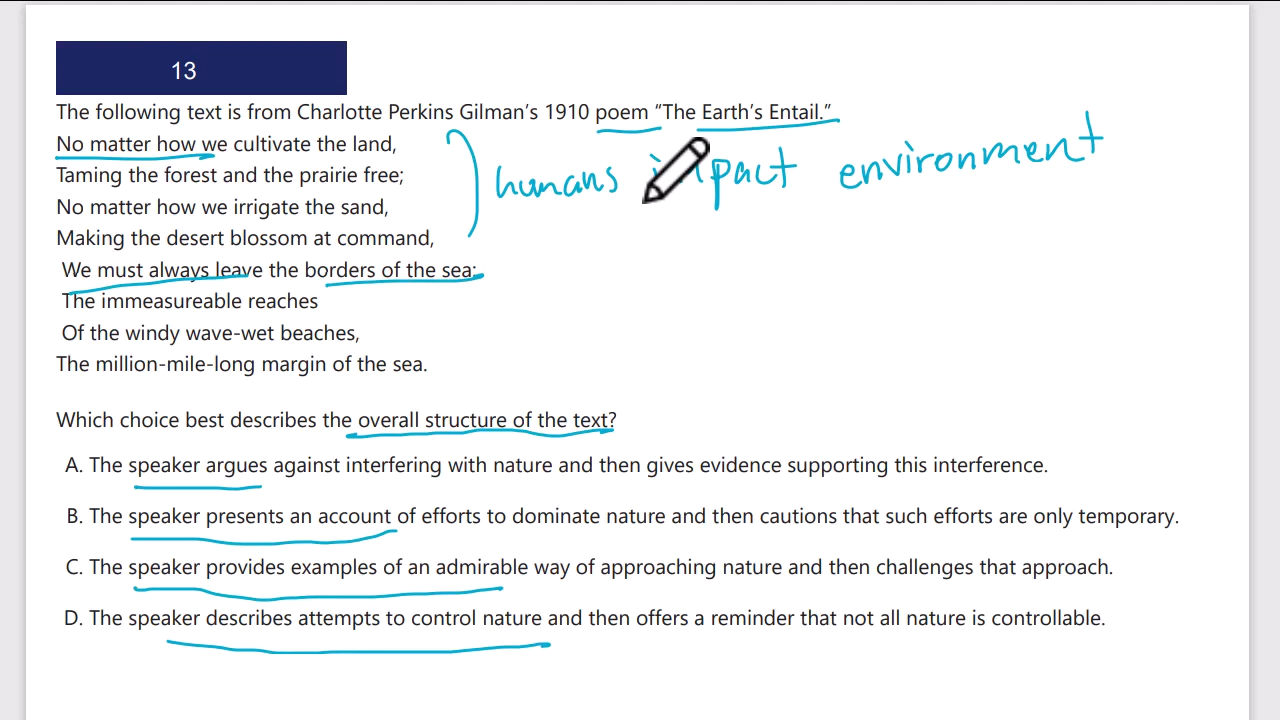 13
The following text is from Charlotte Perkins Gilman’s 1910 poem “The Earth’s Entail.”
No matter how we cultivate the land,
Taming the forest and the prairie free;
No matter how we irrigate the sand,
Making the desert blossom at command,
We must always leave the borders of the sea;
The immeasureable reaches
Of the windy wave-wet beaches,
The million-mile-long margin of the sea.
humans impact environment
Which choice best describes the overall structure of the text?
A. The speaker argues against interfering with nature and then gives evidence supporting this interference.
B. The speaker presents an account of efforts to dominate nature and then cautions that such efforts are only temporary.
C. The speaker provides examples of an admirable way of approaching nature and then challenges that approach.
D. The speaker describes attempts to control nature and then offers a reminder that not all nature is controllable.